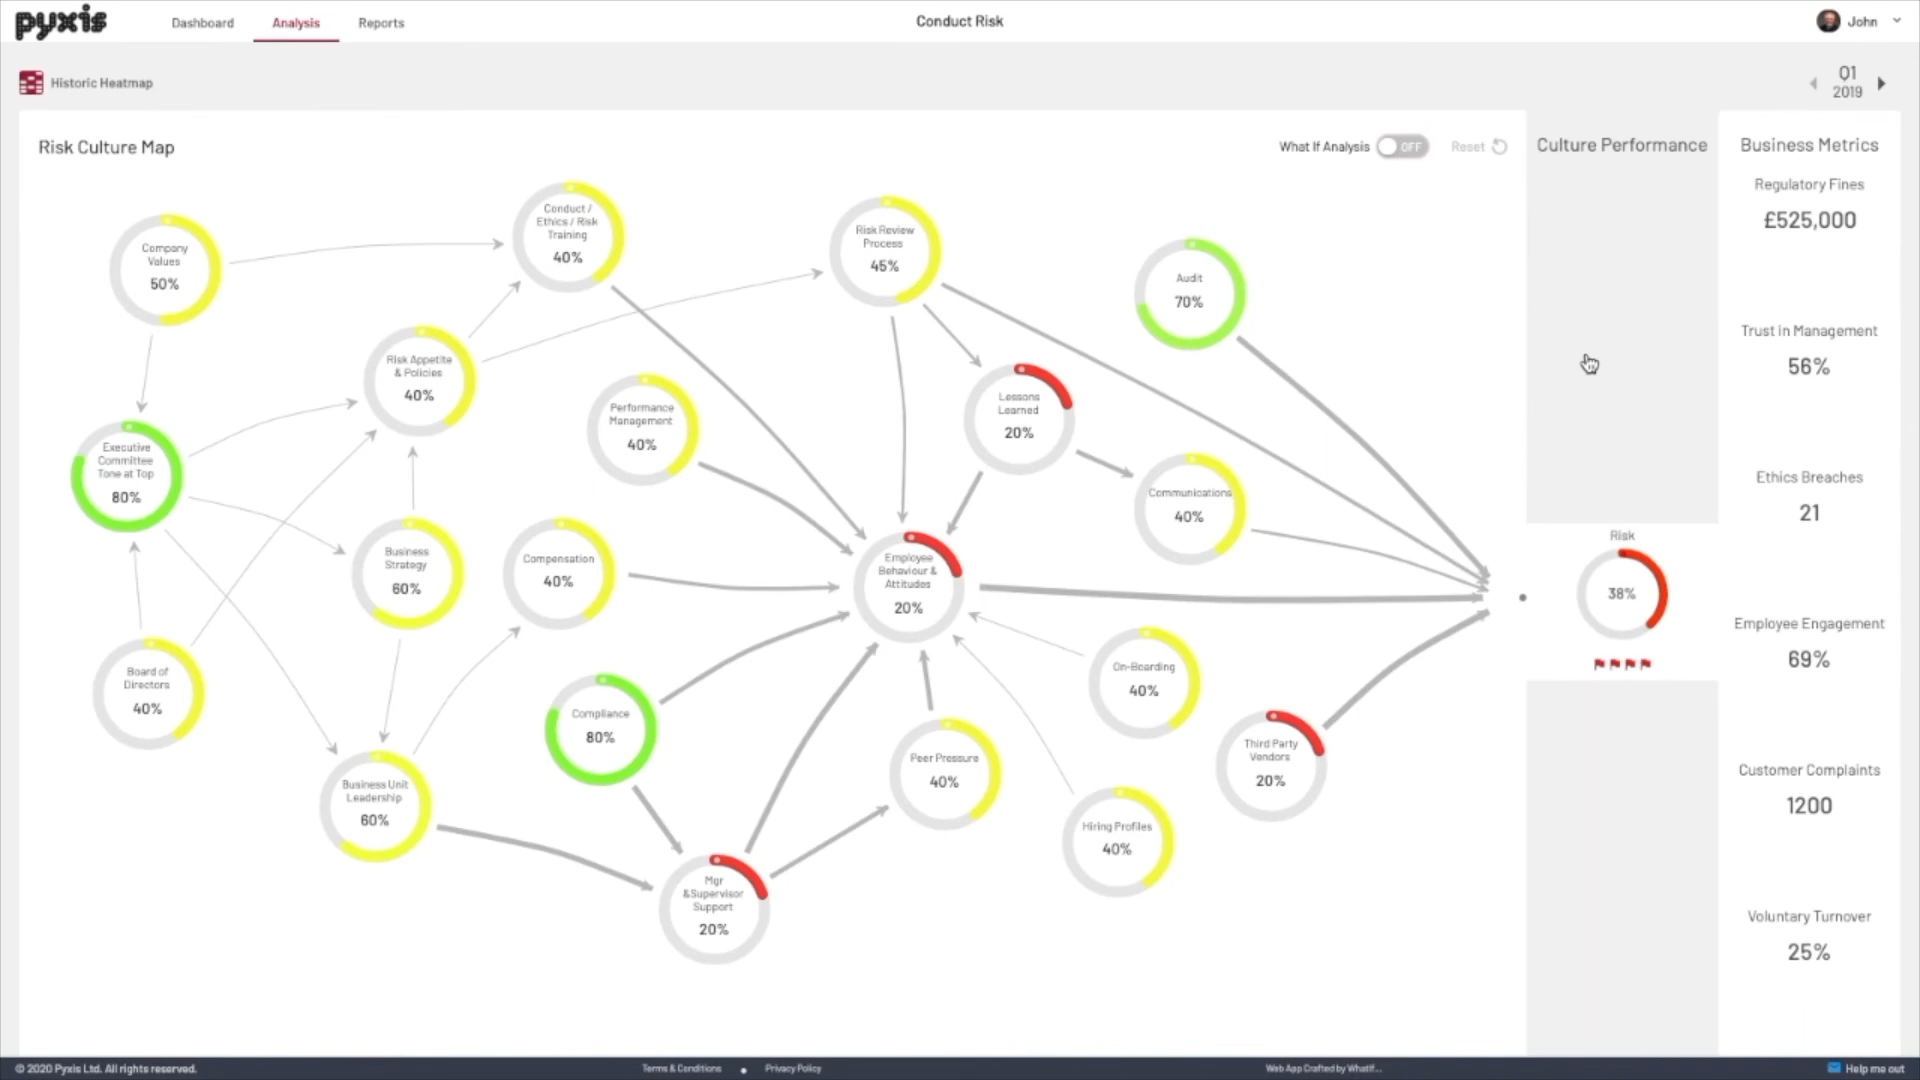 pyxis
Dashboard
Analysis
Reports
Conduct Risk
John
Historic Heatmap
Q1
2019
Risk Culture Map
What If Analysis
OFF
Reset
Culture Performance
Business Metrics
Regulatory Fines
£525,000
Trust in Management
56%
Ethics Breaches
21
Employee Engagement
69%
Customer Complaints
1200
Voluntary Turnover
25%
Company
Values
50%
Conduct /
Ethics / Risk
Training
40%
Risk Review
Process
45%
Audit
70%
Risk Appetite
& Policies
40%
Performance
Management
40%
Lessons
Learned
20%
Executive
Committee
Tone at Top
80%
Communications
40%
Business
Strategy
60%
Compensation
40%
Employee
Behaviour &
Attitudes
20%
Risk
38%
Board of
Directors
40%
Compliance
80%
On-Boarding
40%
Business Unit
Leadership
60%
Peer Pressure
40%
Third Party
Vendors
20%
Hiring Profiles
40%
Mgr
&Supervisor
Support
20%
© 2020 Pyxis Ltd. All rights reserved.
Terms & Conditions
Privacy Policy
Web App Crafted by WhatIf...
Help me out